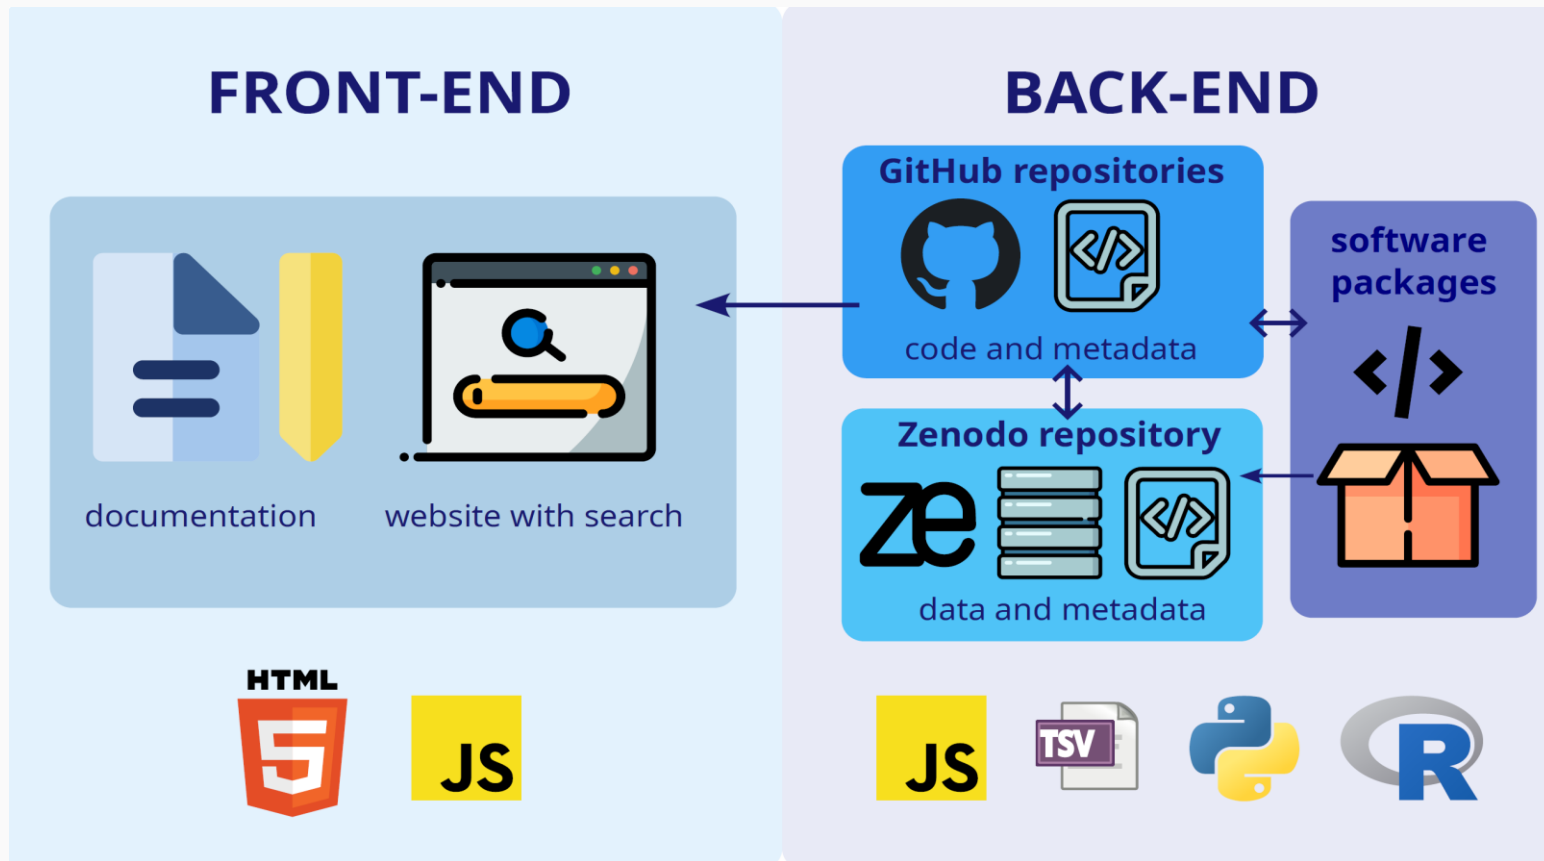 FRONT-END
documentation
website with search
HTML
5
JS
BACK-END
GitHub repositories
</>
code and metadata
software
packages
</>
Zenodo repository
ze
</>
data and metadata
JS
TSV
R